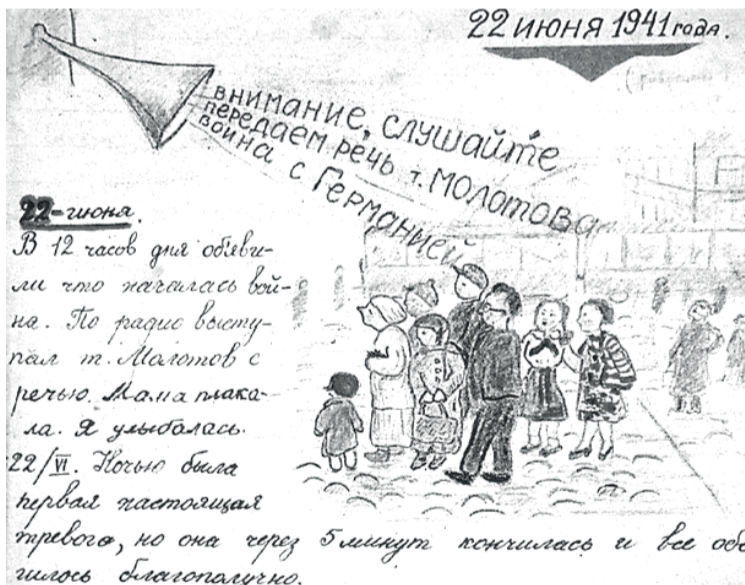 22 июня 1941 года.
внимание, слушайте
передаем речь т. Молотова
война с Германией
22-июня.
В 12 часов дня объяви-
ли что началась вой-
на. По радио высту-
пал т. Молотов с
речью. Мама плака-
ла. Я улыбалась.
22/VI. Ночью была
первая настоящая
тревога, но она через 5 минут кончилась и все обо
шлось благополучно.